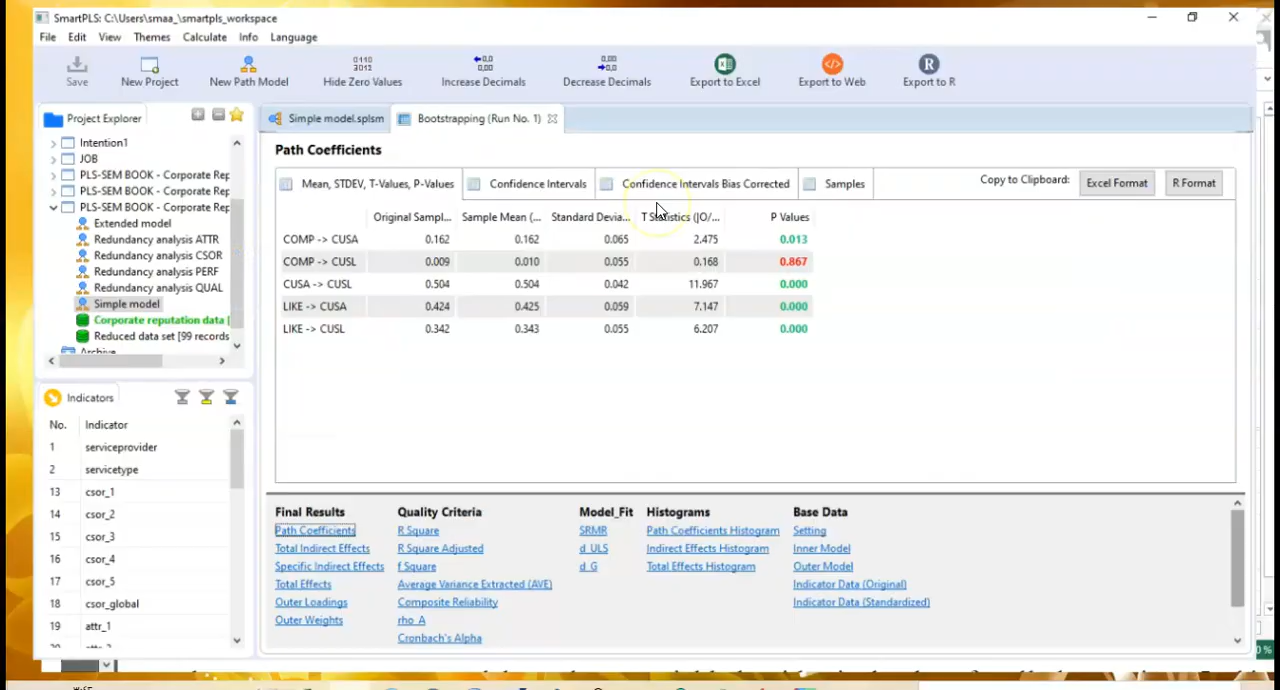 SmartPLS: C:\Users\smaa_\smartpls_workspace
File Edit View Themes Calculate Info Language
Save New Project New Path Model Hide Zero Values Increase Decimals Decrease Decimals Export to Excel Export to Web Export to R
Project Explorer
Intention1
JOB
PLS-SEM BOOK - Corporate Rep
PLS-SEM BOOK - Corporate Rep
PLS-SEM BOOK - Corporate Rep
Extended model
Redundancy analysis ATTR
Redundancy analysis CSOR
Redundancy analysis PERF
Redundancy analysis QUAL
Simple model
Corporate reputation data [
Reduced data set [99 records
Archive
Indicators
No. Indicator
1 serviceprovider
2 servicetype
13 csor_1
14 csor_2
15 csor_3
16 csor_4
17 csor_5
18 csor_global
19 attr_1
Simple model.splsm Bootstrapping (Run No. 1)
Path Coefficients
Mean, STDEV, T-Values, P-Values Confidence Intervals Confidence Intervals Bias Corrected Samples Copy to Clipboard: Excel Format R Format
Original Sampl... Sample Mean (... Standard Devia... T Statistics (|O/... P Values
COMP -> CUSA 0.162 0.162 0.065 2.475 0.013
COMP -> CUSL 0.009 0.010 0.055 0.168 0.867
CUSA -> CUSL 0.504 0.504 0.042 11.967 0.000
LIKE -> CUSA 0.424 0.425 0.059 7.147 0.000
LIKE -> CUSL 0.342 0.343 0.055 6.207 0.000
Final Results Quality Criteria Model_Fit Histograms Base Data
Path Coefficients R Square SRMR Path Coefficients Histogram Setting
Total Indirect Effects R Square Adjusted d_ULS Indirect Effects Histogram Inner Model
Specific Indirect Effects f Square d_G Total Effects Histogram Outer Model
Total Effects Average Variance Extracted (AVE) Indicator Data (Original)
Outer Loadings Composite Reliability Indicator Data (Standardized)
Outer Weights rho_A
Cronbach's Alpha